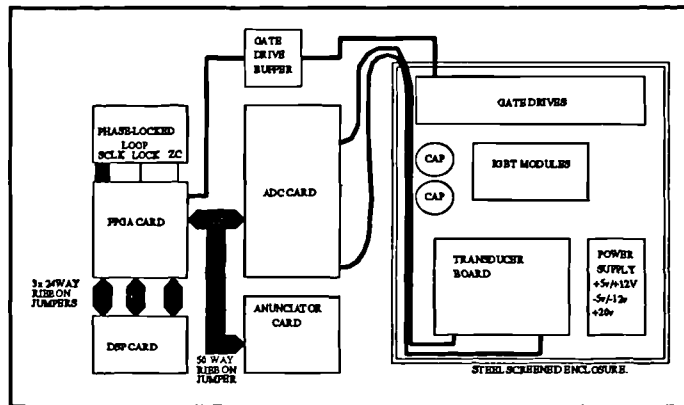 GATE
DRIVE
BUFFER
GATE DRIVES
PHASE-LOCKED
LOOP
SCLK LOCK ZC
CAP
IGBT MODULES
ADC CARD
CAP
FPGA CARD
TRANSDUCER
BOARD
POWER
SUPPLY
+5v/+12V
-5v/-12v
+20v
3x 24WAY
RIBBON
JUMPERS
ANUNCIATOR
CARD
DSP CARD
50 WAY
RIBBON
JUMPER
STEEL SCREENED ENCLOSURE.